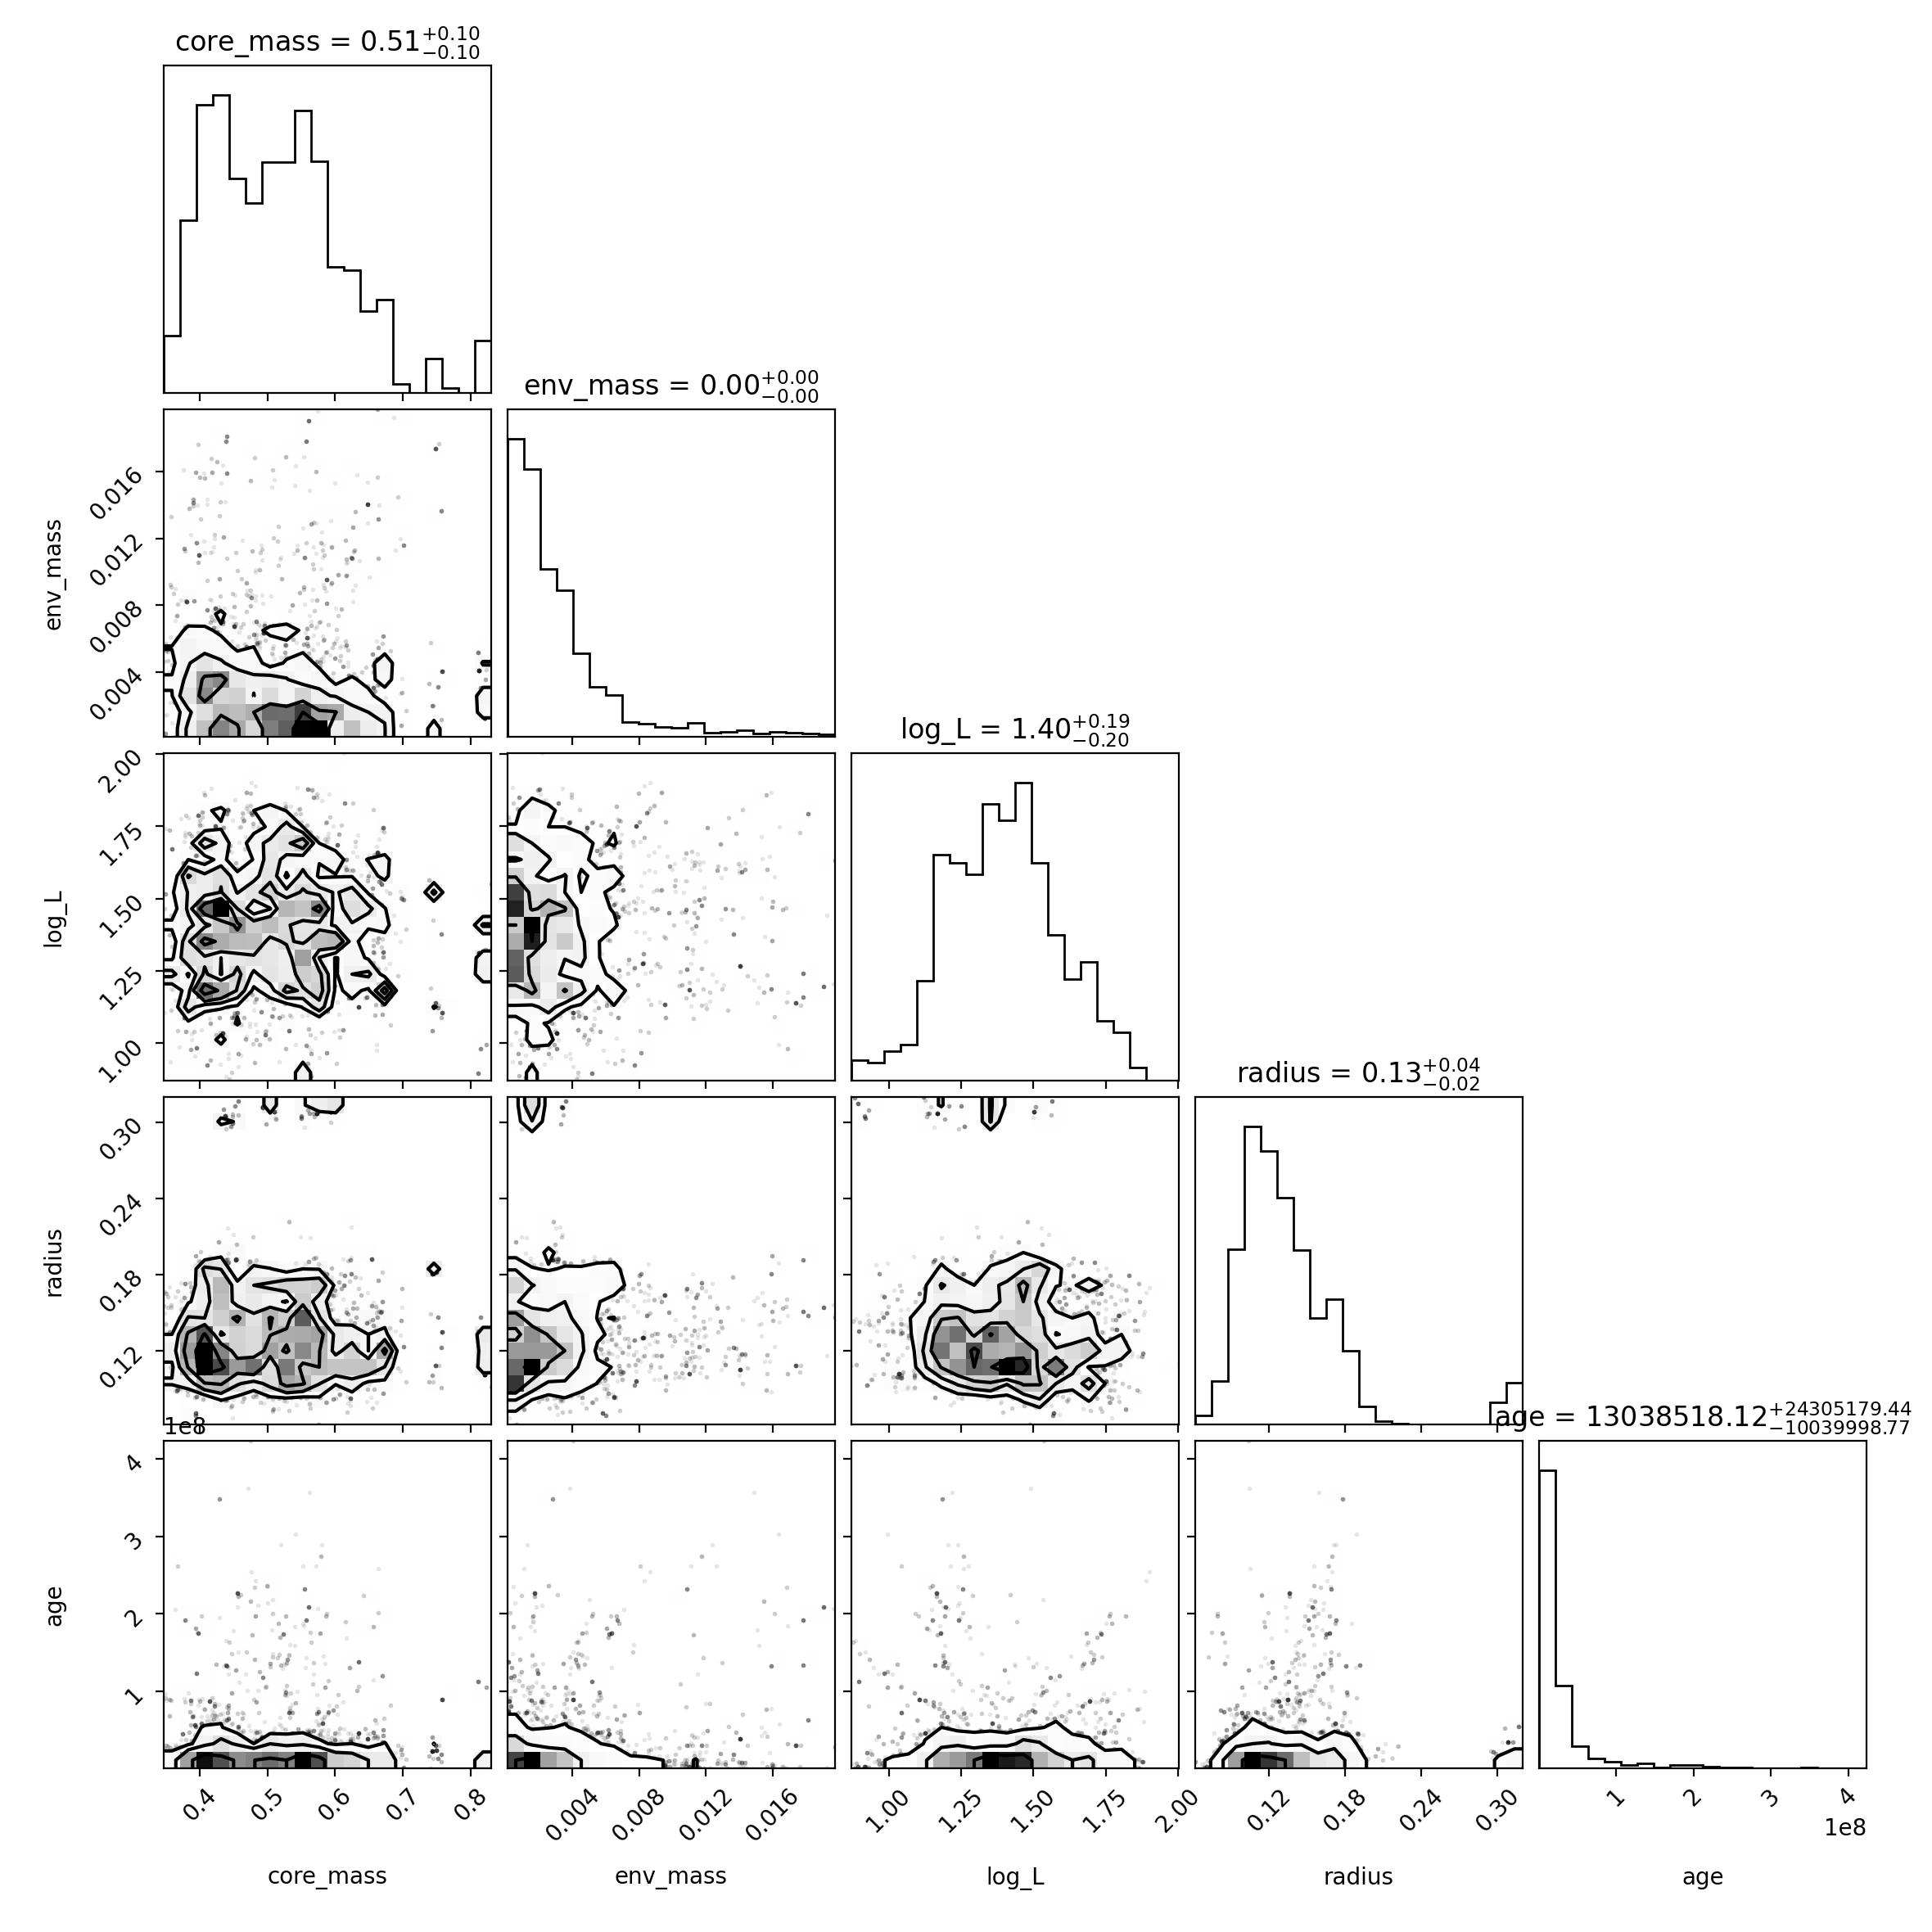 core_mass = 0.51+0.10−0.10
env_mass = 0.00+0.00−0.00
env_mass
0.016
0.012
0.008
0.004
log_L = 1.40+0.19−0.20
log_L
2.00
1.75
1.50
1.25
1.00
radius = 0.13+0.04−0.02
radius
0.30
0.24
0.18
0.12
age = 13038518.12+24305179.44−10039998.77
1e8
age
4
3
2
1
0.4 0.5 0.6 0.7 0.8
0.004 0.008 0.012 0.016
1.00 1.25 1.50 1.75 2.00
0.12 0.18 0.24 0.30
1 2 3 4
1e8
core_mass env_mass log_L radius age